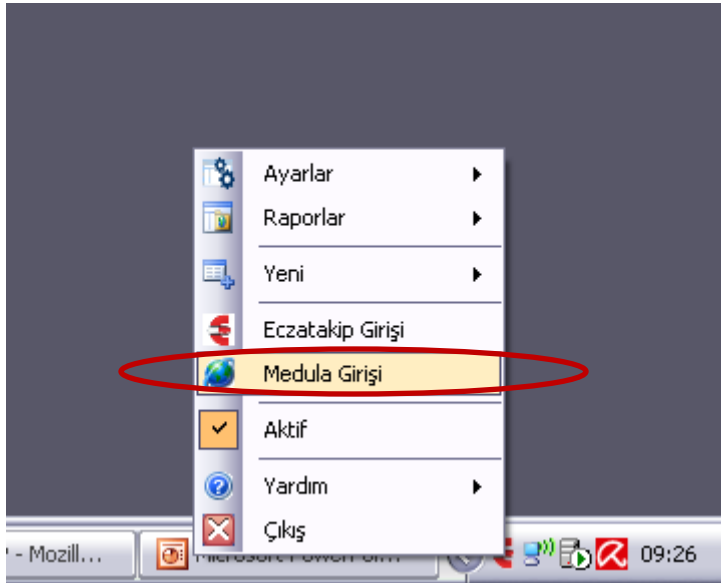 Ayarlar
Raporlar
Yeni
Eczatakip Girişi
Medula Girişi
Aktif
Yardım
Çıkış
- Mozill...
09:26